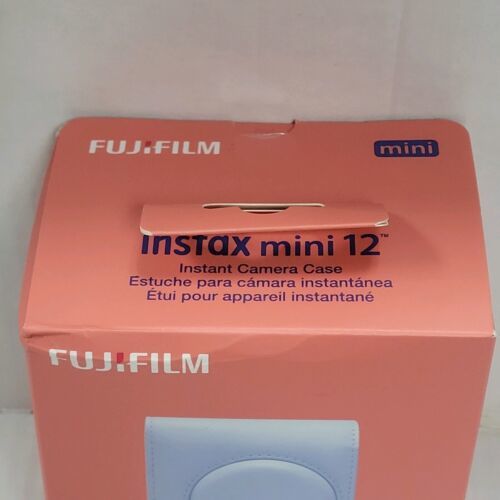 FUJIFILM
mini
instax mini 12™
Instant Camera Case
Estuche para cámara instantánea
Étui pour appareil instantané
FUJIFILM